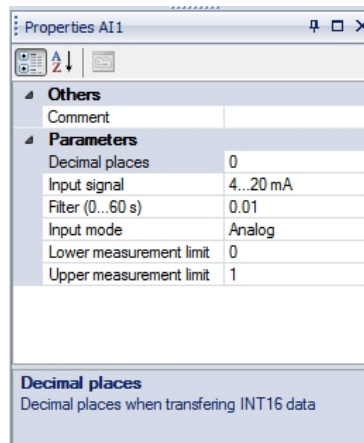 Properties AI1
Others
Comment
Parameters
Decimal places 0
Input signal 4...20 mA
Filter (0...60 s) 0.01
Input mode Analog
Lower measurement limit 0
Upper measurement limit 1
Decimal places
Decimal places when transfering INT16 data